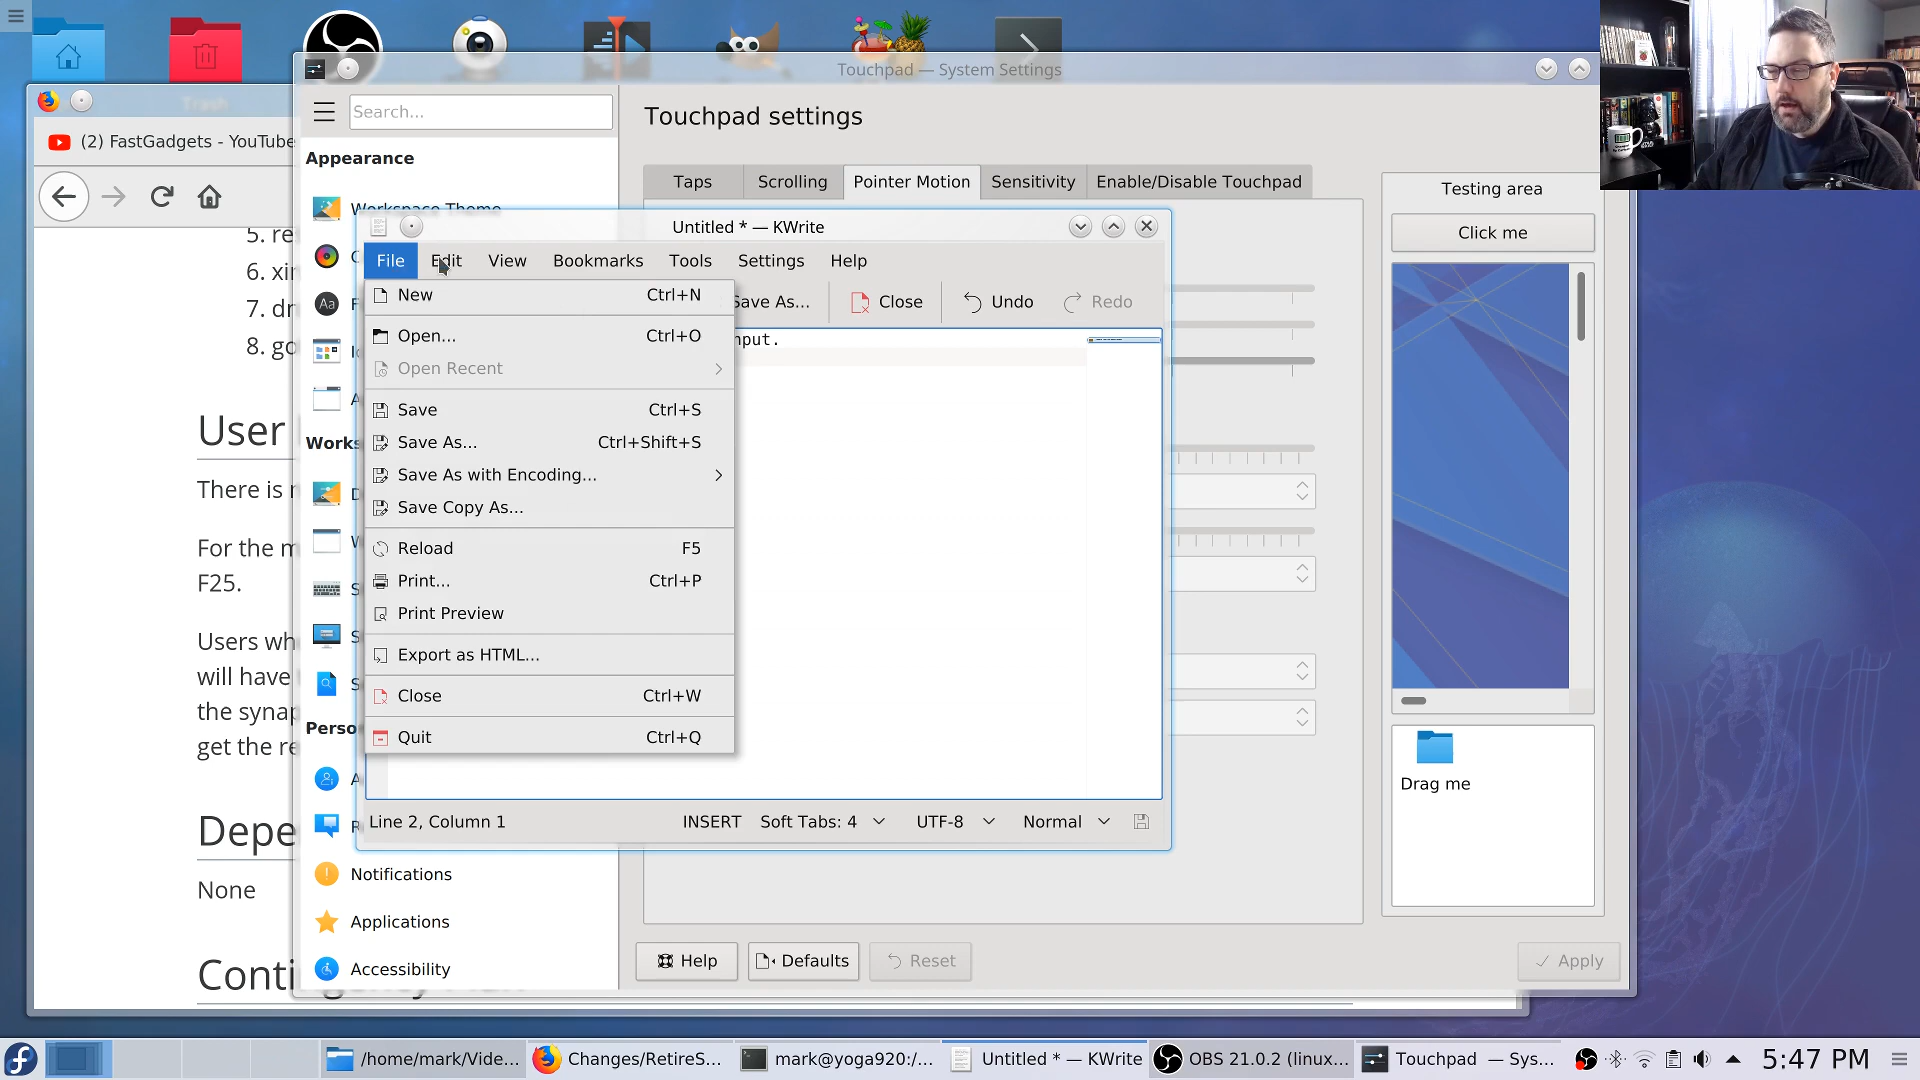 Touchpad — System Settings
Trash
Search...
Touchpad settings
(2) FastGadgets - YouTube
Appearance
Taps
Scrolling
Pointer Motion
Sensitivity
Enable/Disable Touchpad
Testing area
Click me
Workspace Theme
Untitled * — KWrite
File
Edit
View
Bookmarks
Tools
Settings
Help
New Ctrl+N
Save As...
Close
Undo
Redo
Open... Ctrl+O
nput.
Open Recent
Save Ctrl+S
Save As... Ctrl+Shift+S
Save As with Encoding...
Save Copy As...
Reload F5
Print... Ctrl+P
Print Preview
Export as HTML...
Close Ctrl+W
Quit Ctrl+Q
Line 2, Column 1
INSERT
Soft Tabs: 4
UTF-8
Normal
5. re
6. xin
7. dr
8. go
User
There is
For the m
F25.
Users wh
will have
the synap
get the re
Depe
None
Works
Perso
Notifications
Applications
Accessibility
Drag me
Help
Defaults
Reset
Apply
/home/mark/Vide...
Changes/RetireS...
mark@yoga920:/...
Untitled * — KWrite
OBS 21.0.2 (linux...
Touchpad — Sys...
5:47 PM